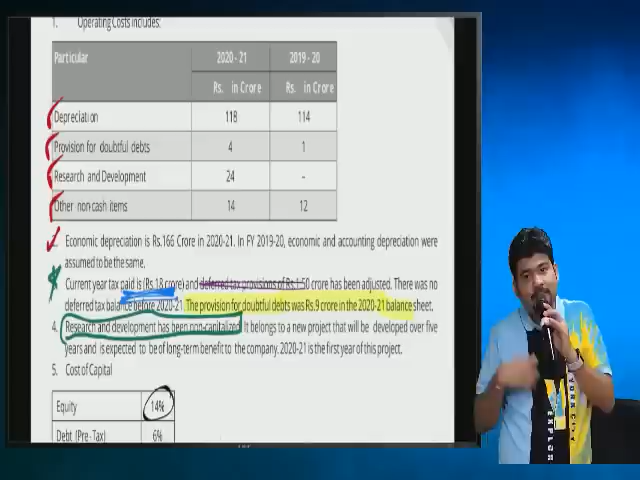 1. Operating Costs includes:
Particular 2020 - 21 2019 - 20
Rs. in Crore Rs. in Crore
Depreciation 118 114
Provision for doubtful debts 4 1
Research and Development 24 -
Other non-cash items 14 12
Economic depreciation is Rs.166 Crore in 2020-21. In FY 2019-20, economic and accounting depreciation were
assumed to be the same.
Current year tax paid is (Rs.18 crore) and deferred tax provisions of Rs.1.50 crore has been adjusted. There was no
deferred tax balance before 2020-21. The provision for doubtful debts was Rs.9 crore in the 2020-21 balance sheet.
4. Research and development has been non-capitalized. It belongs to a new project that will be developed over five
years and is expected to be of long-term benefit to the company. 2020-21 is the first year of this project.
5. Cost of Capital
Equity 14%
Debt (Pre-Tax) 6%
YORK CITY
EXPLOR